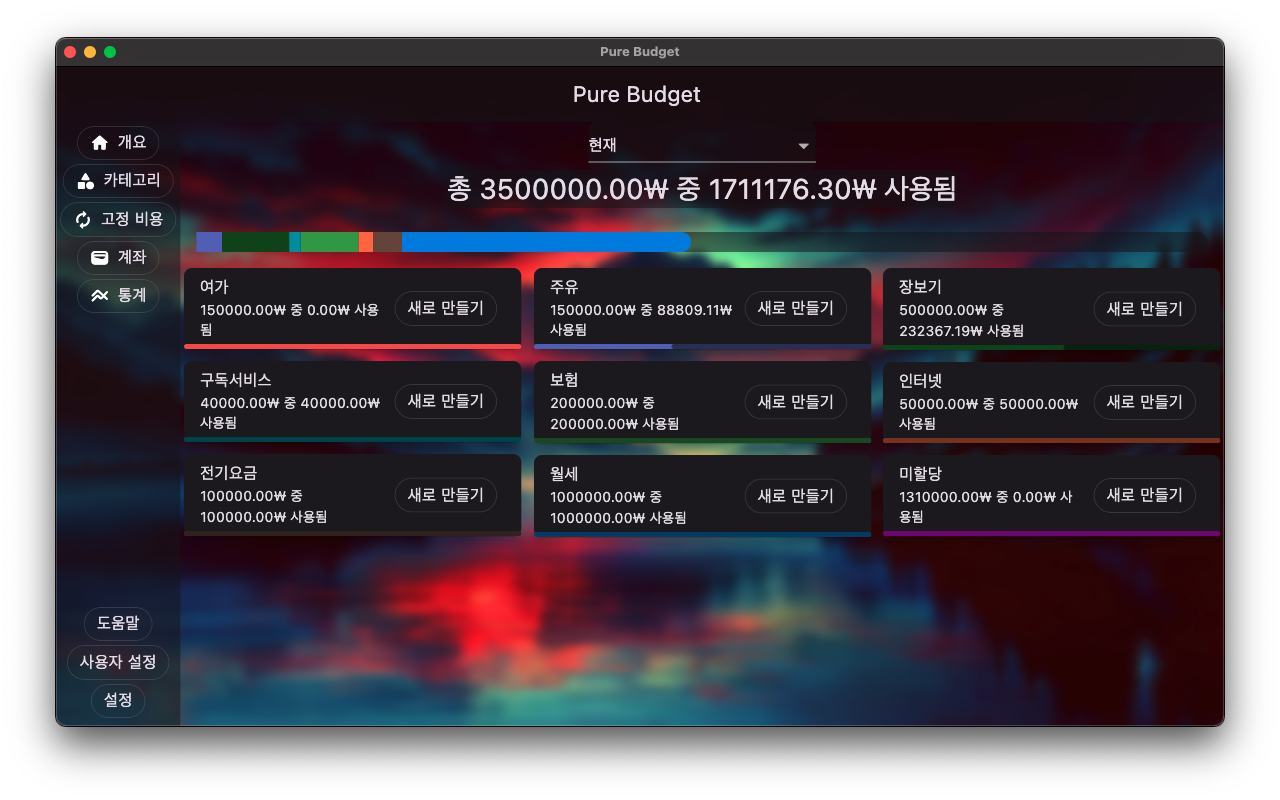 Pure Budget
Pure Budget
개요
카테고리
고정 비용
계좌
통계
현재
총 3500000.00₩ 중 1711176.30₩ 사용됨
여가
150000.00₩ 중 0.00₩ 사용
됨
새로 만들기
주유
150000.00₩ 중 88809.11₩
사용됨
새로 만들기
장보기
500000.00₩ 중
232367.19₩ 사용됨
새로 만들기
구독서비스
40000.00₩ 중 40000.00₩
사용됨
새로 만들기
보험
200000.00₩ 중
200000.00₩ 사용됨
새로 만들기
인터넷
50000.00₩ 중 50000.00₩
사용됨
새로 만들기
전기요금
100000.00₩ 중
100000.00₩ 사용됨
새로 만들기
월세
1000000.00₩ 중
1000000.00₩ 사용됨
새로 만들기
미할당
1310000.00₩ 중 0.00₩ 사
용됨
새로 만들기
도움말
사용자 설정
설정